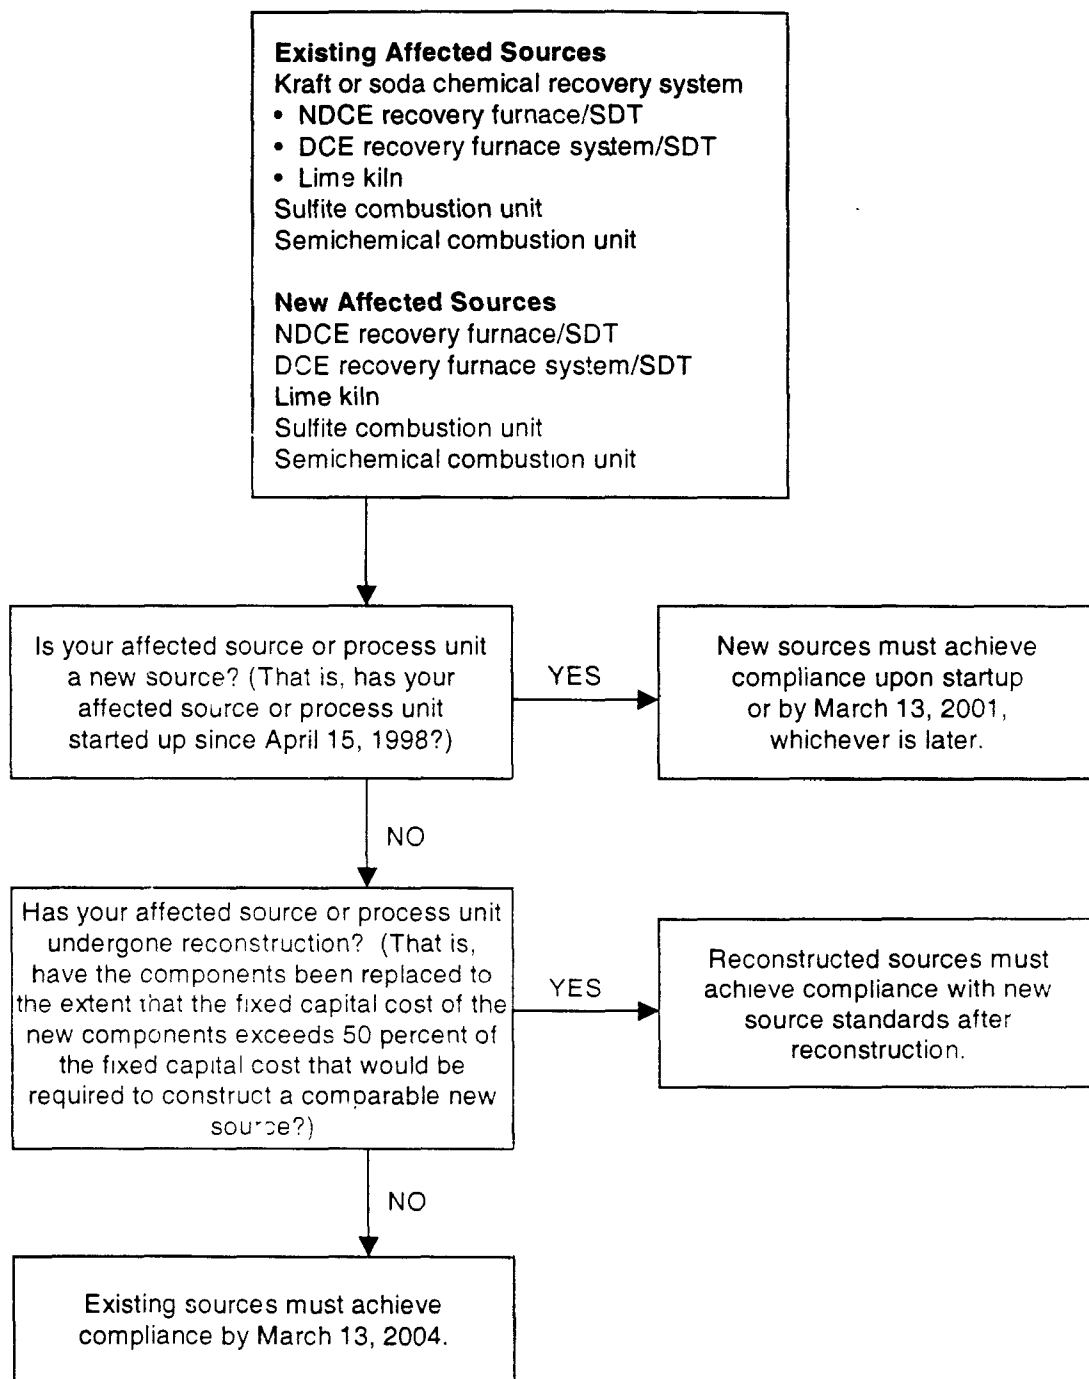 Existing Affected Sources
Kraft or soda chemical recovery system
• NDCE recovery furnace/SDT
• DCE recovery furnace system/SDT
• Lime kiln
Sulfite combustion unit
Semichemical combustion unit
New Affected Sources
NDCE recovery furnace/SDT
DCE recovery furnace system/SDT
Lime kiln
Sulfite combustion unit
Semichemical combustion unit
Is your affected source or process unit
a new source? (That is, has your
affected source or process unit
started up since April 15, 1998?)
YES
New sources must achieve
compliance upon startup
or by March 13, 2001,
whichever is later.
NO
Has your affected source or process unit
undergone reconstruction? (That is,
have the components been replaced to
the extent that the fixed capital cost of the
new components exceeds 50 percent of
the fixed capital cost that would be
required to construct a comparable new
source?)
YES
Reconstructed sources must
achieve compliance with new
source standards after
reconstruction.
NO
Existing sources must achieve
compliance by March 13, 2004.